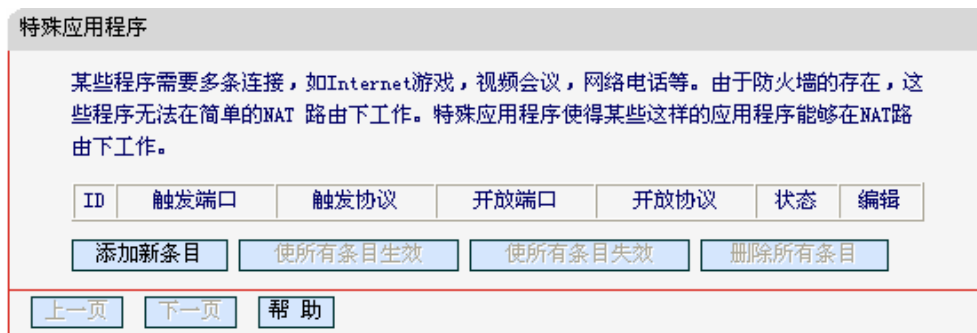 特殊应用程序
某些程序需要多条连接，如Internet游戏，视频会议，网络电话等。由于防火墙的存在，这
些程序无法在简单的NAT 路由下工作。特殊应用程序使得某些这样的应用程序能够在NAT路
由下工作。
ID 触发端口 触发协议 开放端口 开放协议 状态 编辑
添加新条目 使所有条目生效 使所有条目失效 删除所有条目
上一页 下一页 帮 助